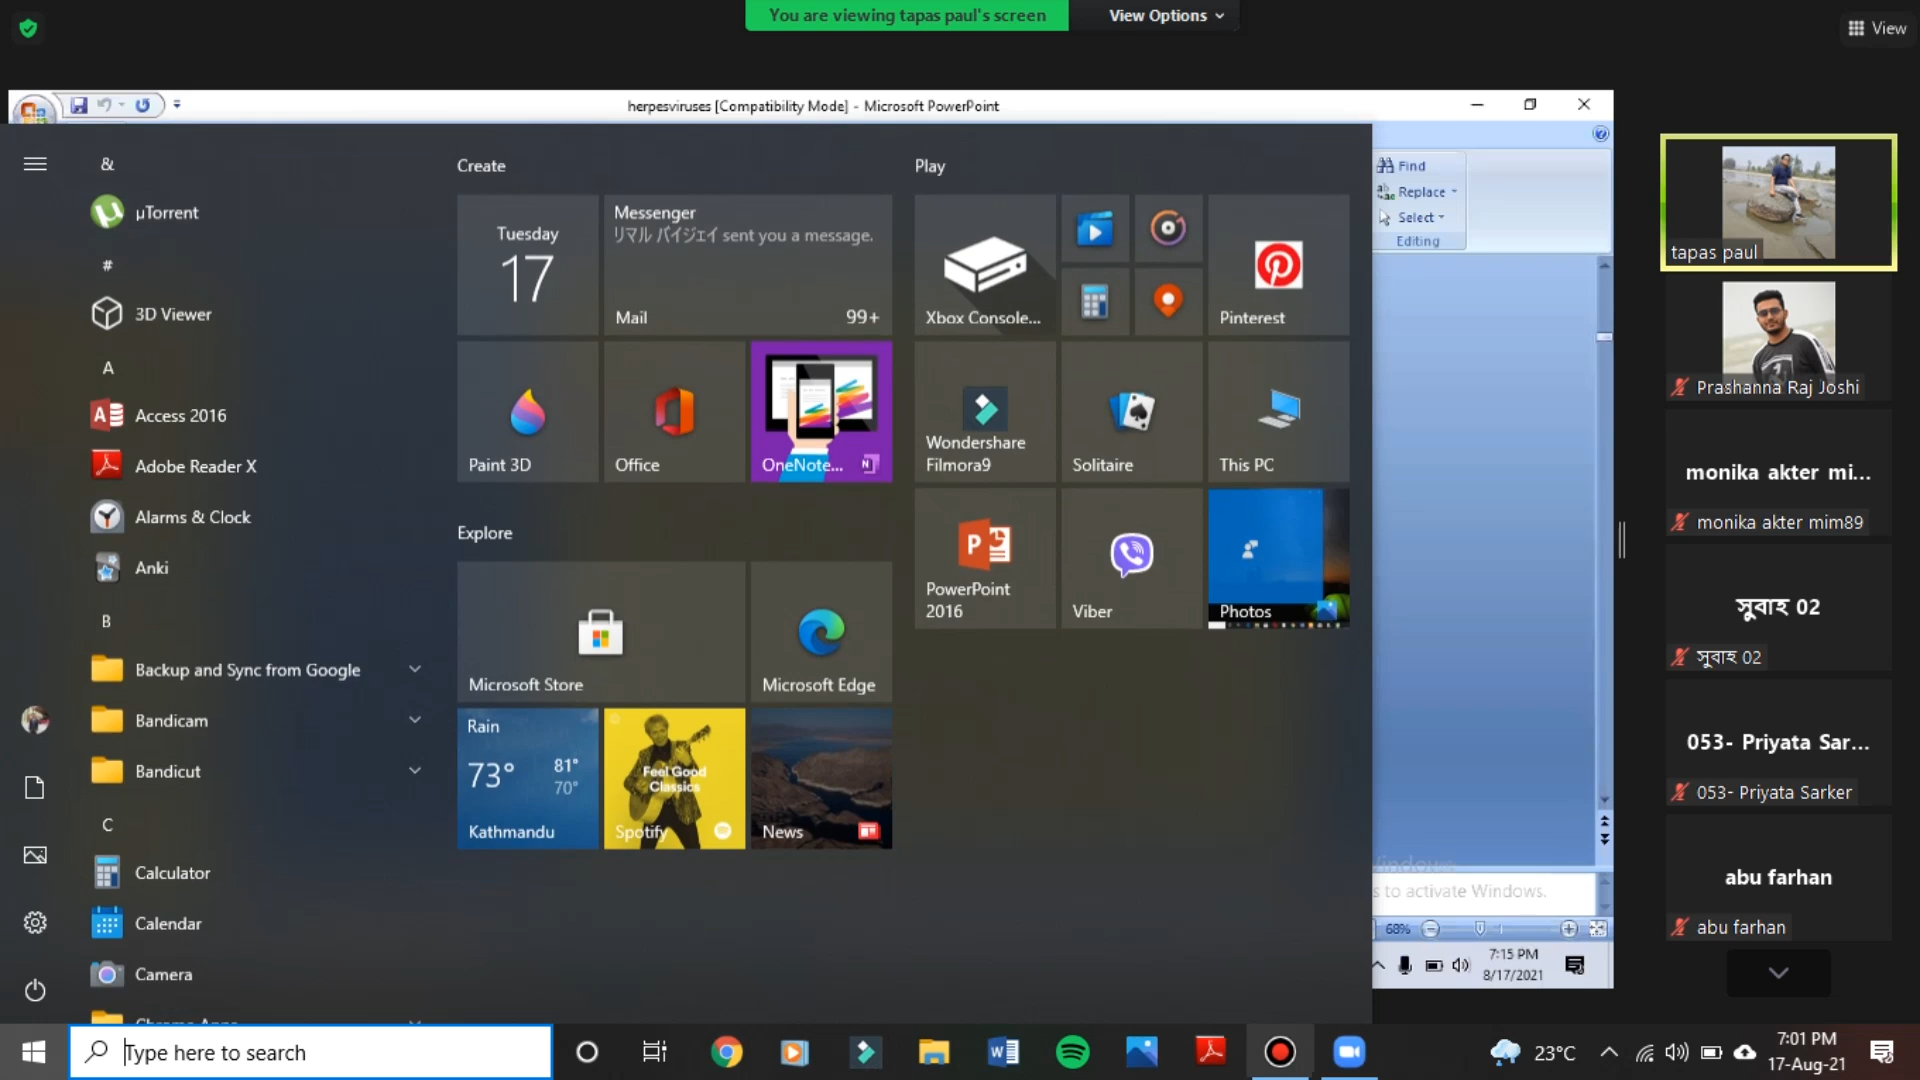 You are viewing tapas paul's screen
View Options
View
herpesviruses [Compatibility Mode] - Microsoft PowerPoint
Find
Replace
Select
Editing
&
µTorrent
#
3D Viewer
A
Access 2016
Adobe Reader X
Alarms & Clock
Anki
B
Backup and Sync from Google
Bandicam
Bandicut
C
Calculator
Calendar
Camera
Create
Tuesday
17
Messenger
リマル バイジェイ sent you a message.
Mail
99+
Paint 3D
Office
OneNote...
Explore
Microsoft Store
Microsoft Edge
Rain
73°
81°
70°
Kathmandu
Feel Good
Classics
Spotify
News
Play
Xbox Console...
Pinterest
Wondershare
Filmora9
Solitaire
This PC
PowerPoint
2016
Viber
Photos
s to activate Windows.
68%
7:15 PM
8/17/2021
tapas paul
Prashanna Raj Joshi
monika akter mi...
monika akter mim89
সুবাহ 02
সুবাহ 02
053- Priyata Sar...
053- Priyata Sarker
abu farhan
abu farhan
Type here to search
23°C
7:01 PM
17-Aug-21